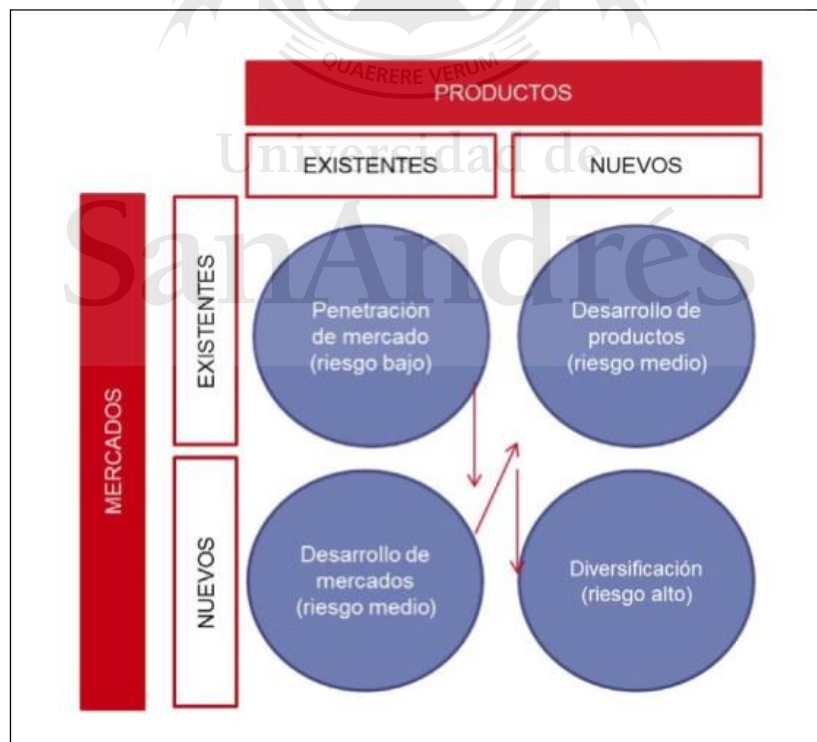 QUAERERE VERUM
PRODUCTOS
Universidad de
EXISTENTES
NUEVOS
SanAndrés
MERCADOS
EXISTENTES
Penetración
de mercado
(riesgo bajo)
Desarrollo de
productos
(riesgo medio)
NUEVOS
Desarrollo de
mercados
(riesgo medio)
Diversificación
(riesgo alto)